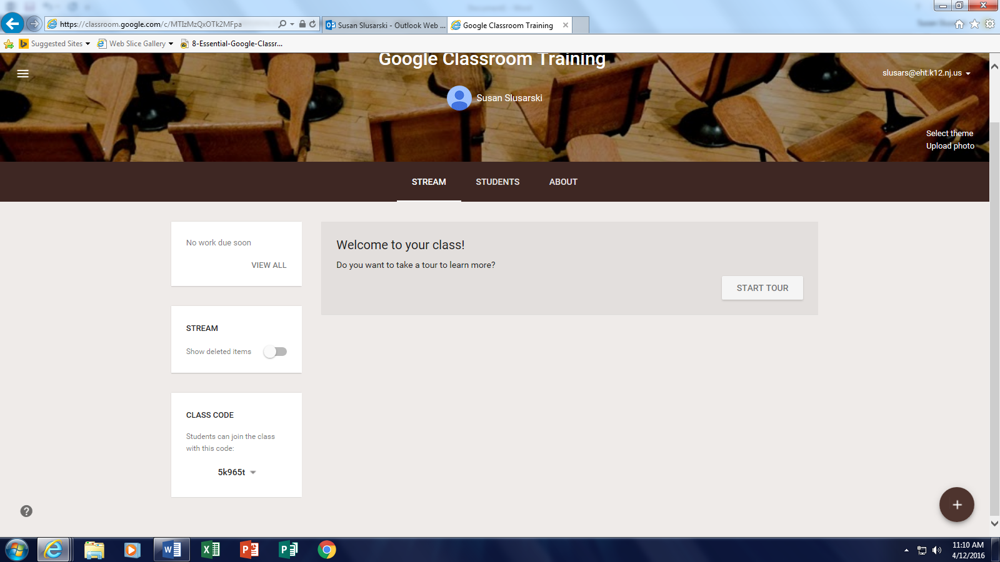 https://classroom.google.com/c/MTIzMzQxOTk2MFpa
Susan Slusarski - Outlook Web ...
Google Classroom Training
Suggested Sites
Web Slice Gallery
8-Essential-Google-Classr...
Google Classroom Training
slusars@eht.k12.nj.us
Susan Slusarski
Select theme
Upload photo
STREAM
STUDENTS
ABOUT
No work due soon
VIEW ALL
Welcome to your class!
Do you want to take a tour to learn more?
START TOUR
STREAM
Show deleted items
CLASS CODE
Students can join the class
with this code:
5k965t
11:10 AM
4/12/2016